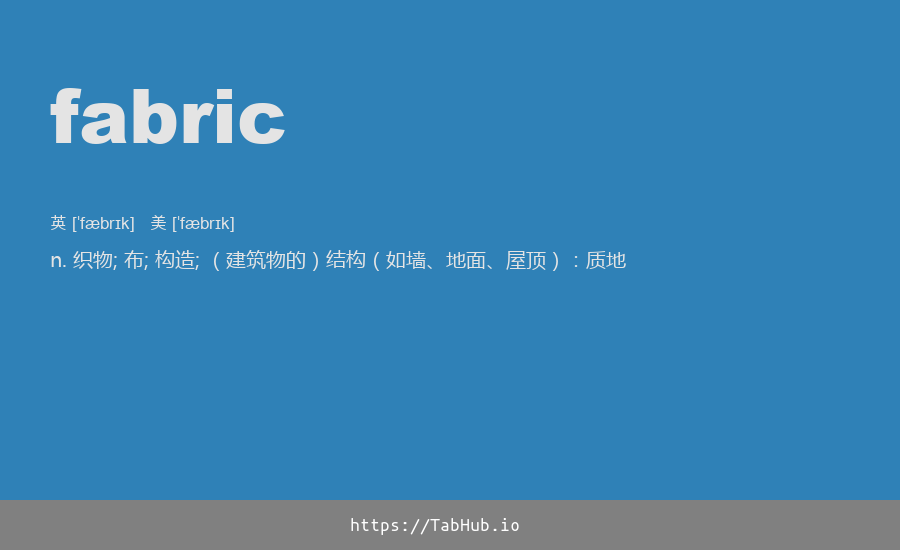 fabric
英 [ˈfæbrɪk] 美 [ˈfæbrɪk]
n. 织物; 布; 构造; （建筑物的）结构（如墙、地面、屋顶）：质地
https://TabHub.io